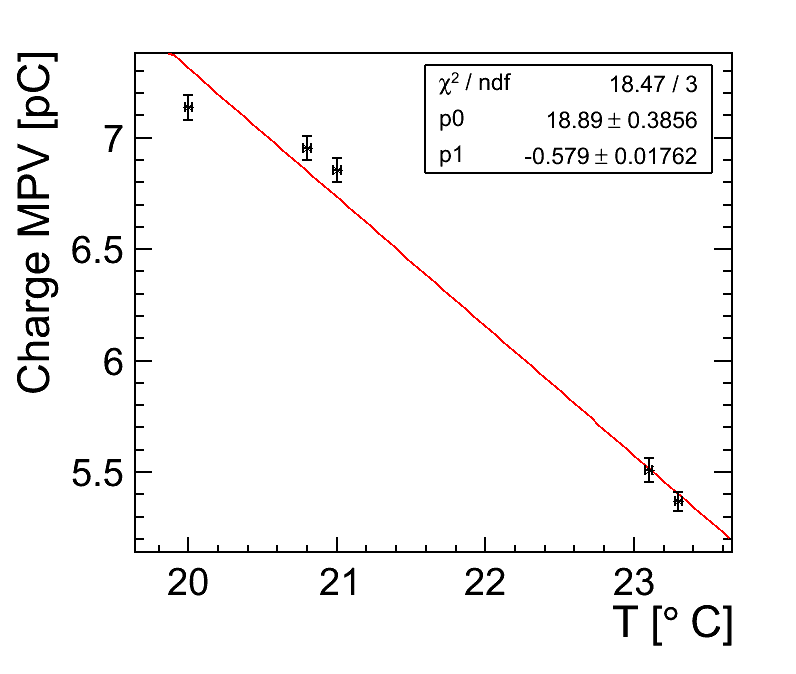 Charge MPV [pC]
χ² / ndf 18.47 / 3
p0 18.89 ± 0.3856
p1 -0.579 ± 0.01762
7
6.5
6
5.5
20 21 22 23
T [° C]